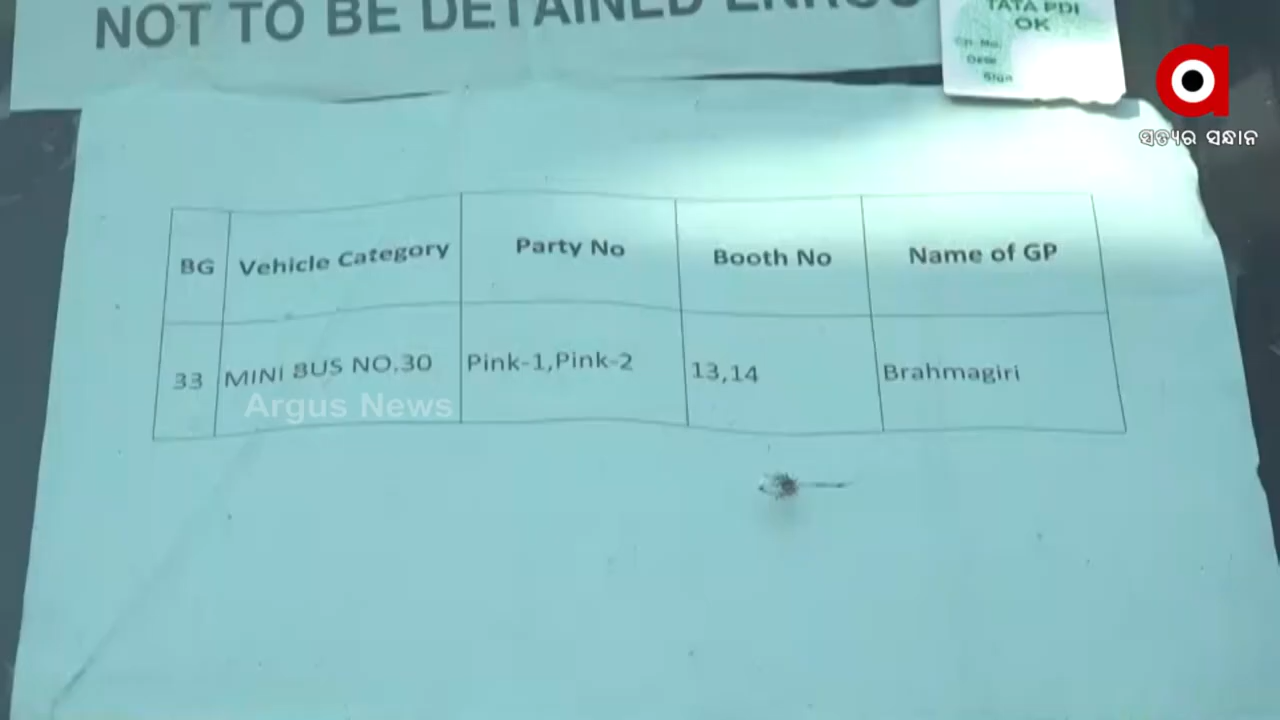 NOT TO BE DETAINED
TATA PDI
OK
ସତ୍ୟର ସନ୍ଧାନ
BG Vehicle Category Party No Booth No Name of GP
33 MINI BUS NO.30 Pink-1,Pink-2 13,14 Brahmagiri
Argus News